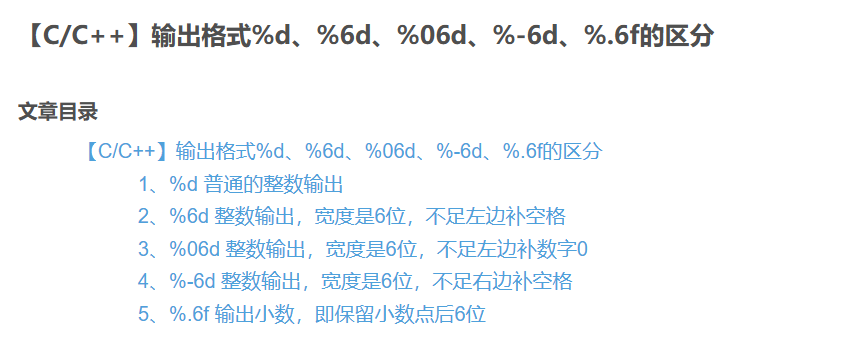 【C/C++】输出格式%d、%6d、%06d、%-6d、%.6f的区分
文章目录
【C/C++】输出格式%d、%6d、%06d、%-6d、%.6f的区分
1、%d 普通的整数输出
2、%6d 整数输出，宽度是6位，不足左边补空格
3、%06d 整数输出，宽度是6位，不足左边补数字0
4、%-6d 整数输出，宽度是6位，不足右边补空格
5、%.6f 输出小数，即保留小数点后6位